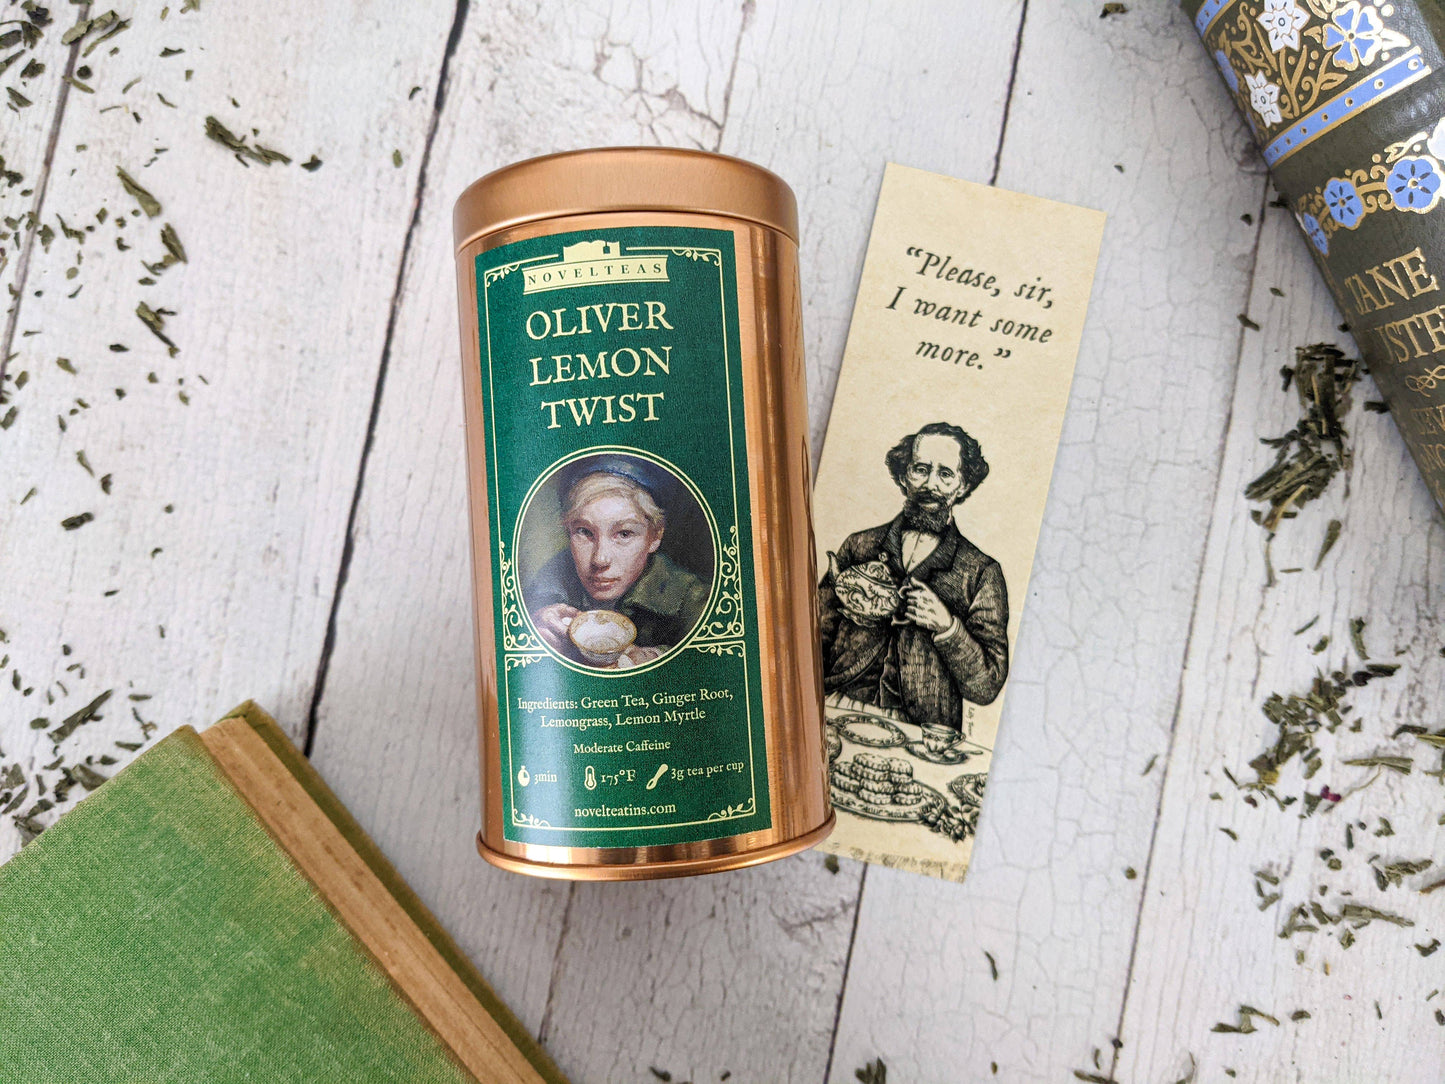 NOVELTEAS
OLIVER
LEMON
TWIST
Ingredients: Green Tea, Ginger Root,
Lemongrass, Lemon Myrtle
Moderate Caffeine
3min 175°F 3g tea per cup
novelteatins.com
“Please, sir,
I want some
more.”
TANE
USTE